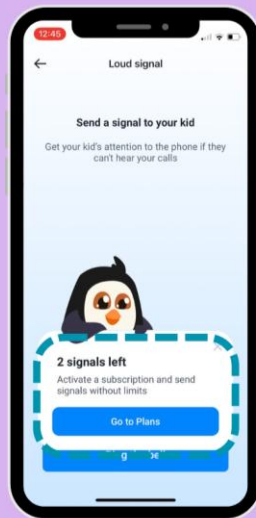 12:45
Loud signal
Send a signal to your kid
Get your kid's attention to the phone if they
can't hear your calls
2 signals left
Activate a subscription and send
signals without limits
Go to Plans